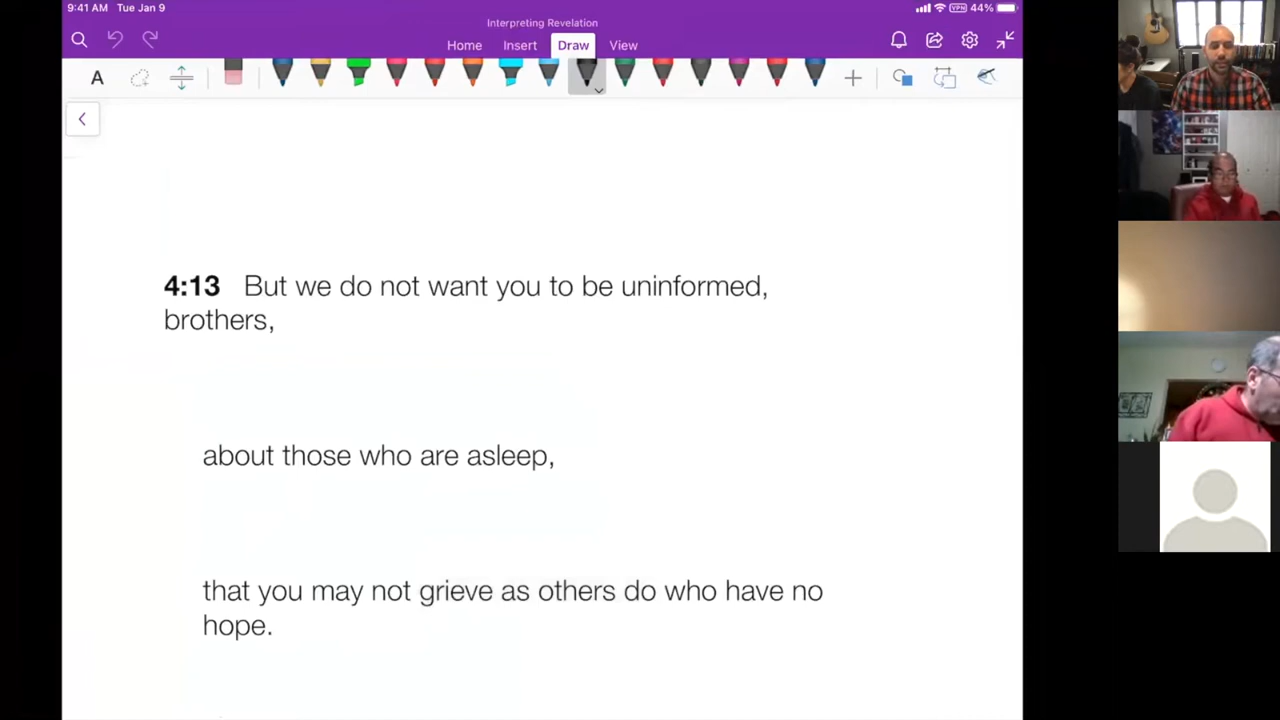 9:41 AM Tue Jan 9
VPN 44%
Interpreting Revelation
Home Insert Draw View
A
4:13 But we do not want you to be uninformed,
brothers,
about those who are asleep,
that you may not grieve as others do who have no
hope.